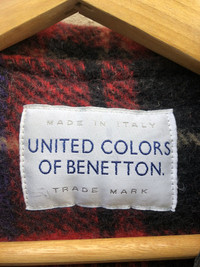 MADE IN ITALY
UNITED COLORS
OF BENETTON.
TRADE MARK